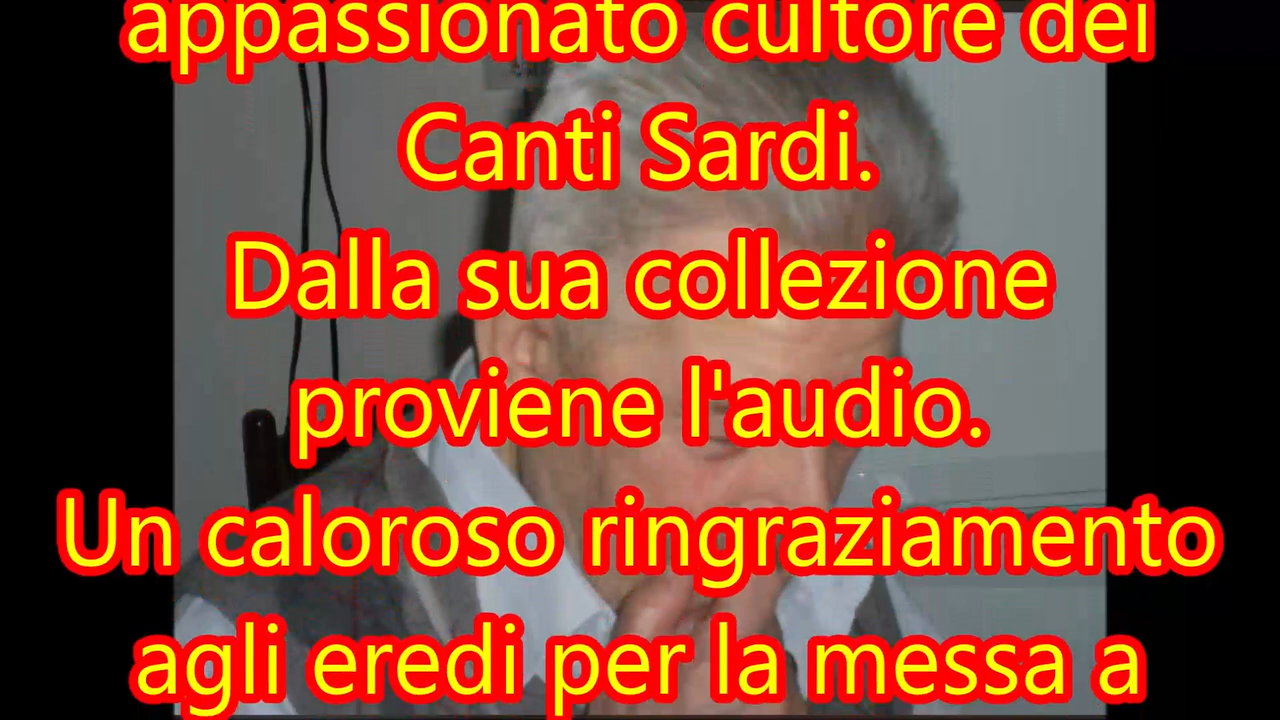 appassionato cultore dei
Canti Sardi.
Dalla sua collezione
proviene l'audio.
Un caloroso ringraziamento
agli eredi per la messa a